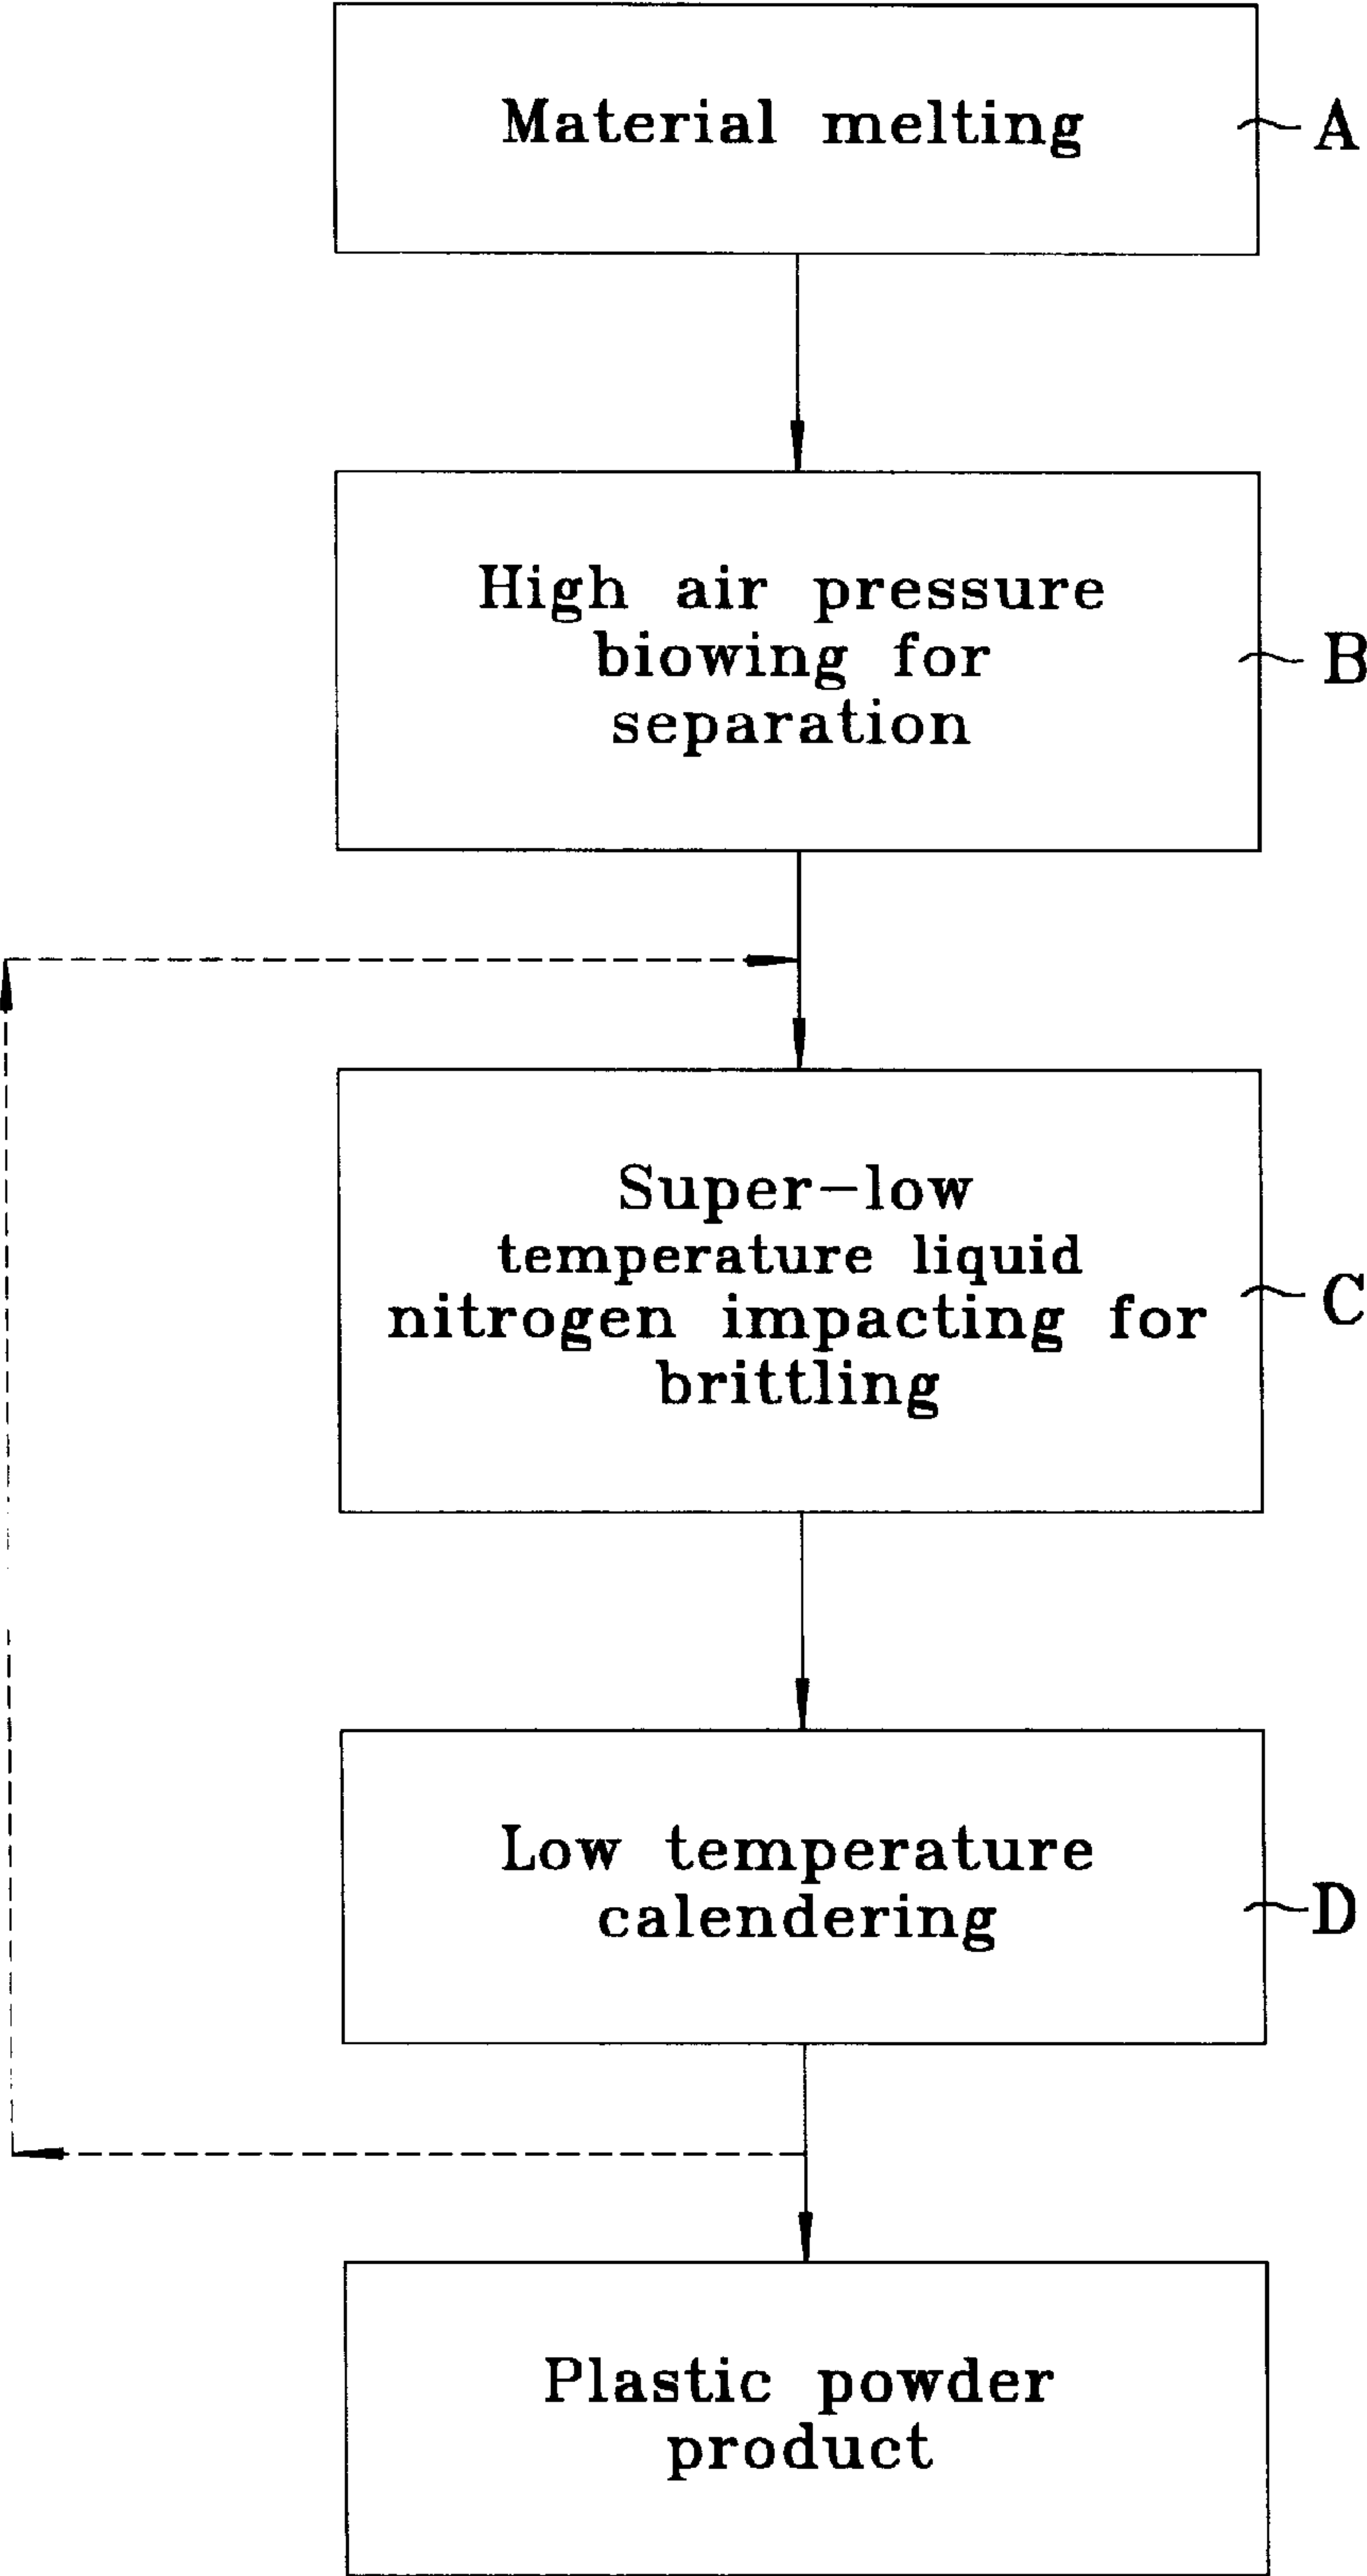 Material melting
A
High air pressure
biowing for
separation
B
Super-low
temperature liquid
nitrogen impacting for
brittling
C
Low temperature
calendering
D
Plastic powder
product